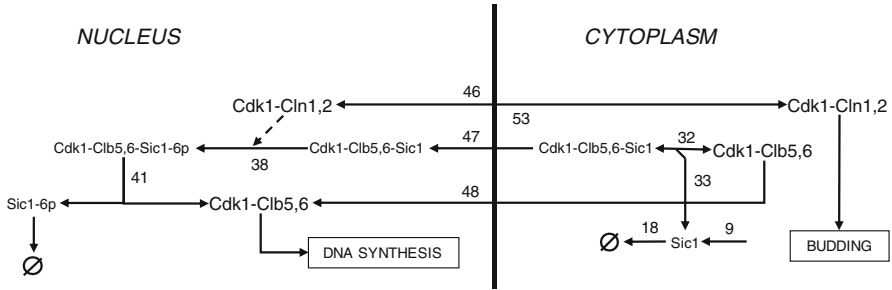 NUCLEUS CYTOPLASM
46
Cdk1-Cln1,2 Cdk1-Cln1,2
53
47 32
Cdk1-Clb5,6-Sic1-6p Cdk1-Clb5,6-Sic1 Cdk1-Clb5,6-Sic1 Cdk1-Clb5,6
38
41 33
48
Sic1-6p Cdk1-Clb5,6
18 9
∅ Sic1
DNA SYNTHESIS BUDDING
∅